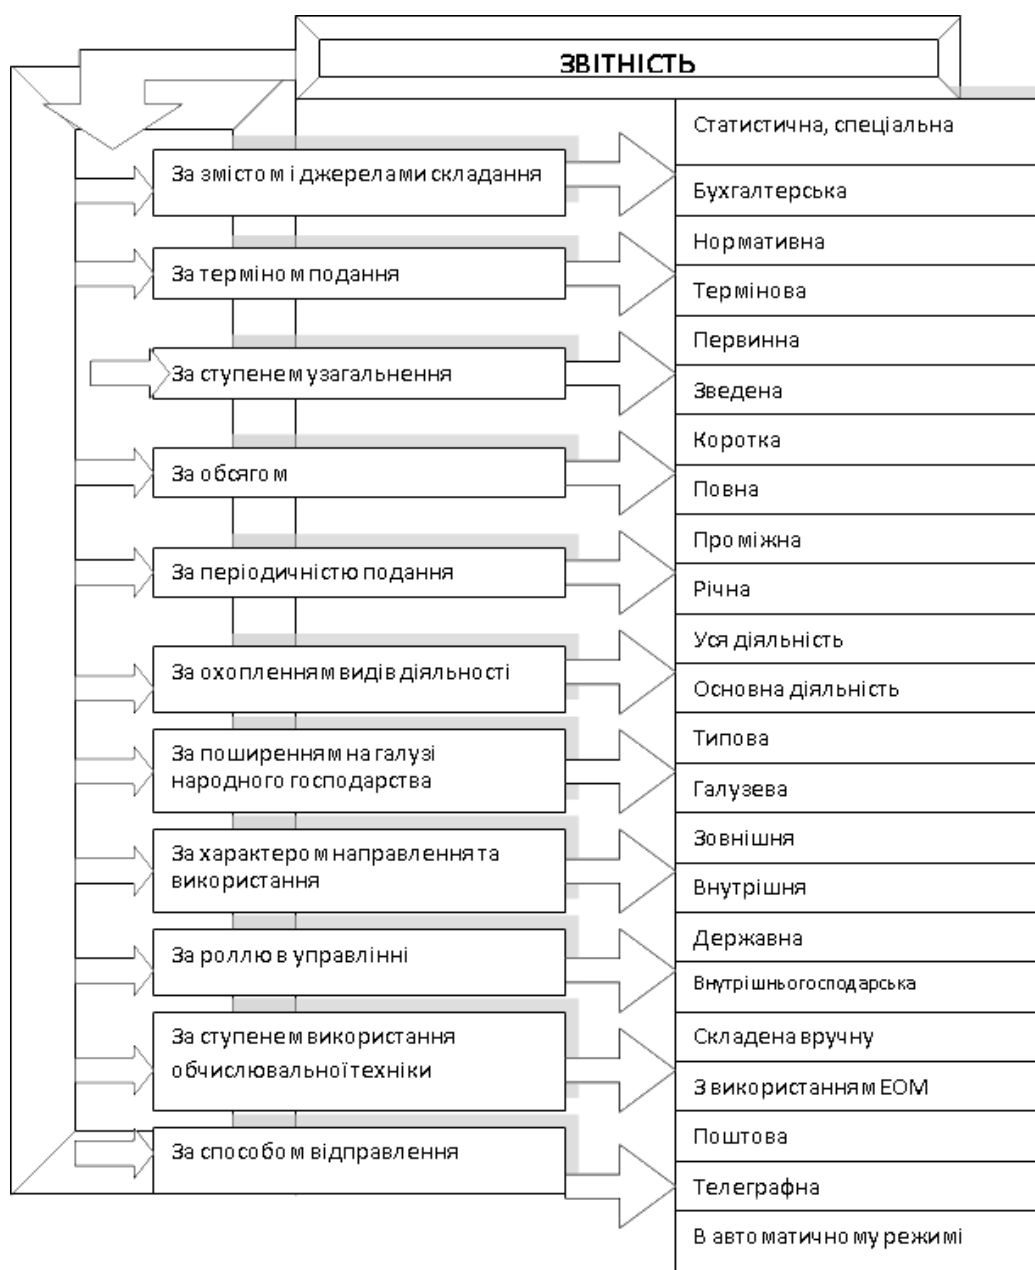 ЗВІТНІСТЬ
За змістом і джерелами складання
Статистична, спеціальна
Бухгалтерська
За терміном подання
Нормативна
Термінова
За ступенем узагальнення
Первинна
Зведена
За обсягом
Коротка
Повна
За періодичністю подання
Проміжна
Річна
За охопленням видів діяльності
Уся діяльність
Основна діяльність
За поширенням на галузі
народного господарства
Типова
Галузева
За характером направлення та
використання
Зовнішня
Внутрішня
За роллю в управлінні
Державна
Внутрішньогосподарська
За ступенем використання
обчислювальної техніки
Складена вручну
З використанням ЕОМ
За способом відправлення
Поштова
Телеграфна
В автоматичному режимі